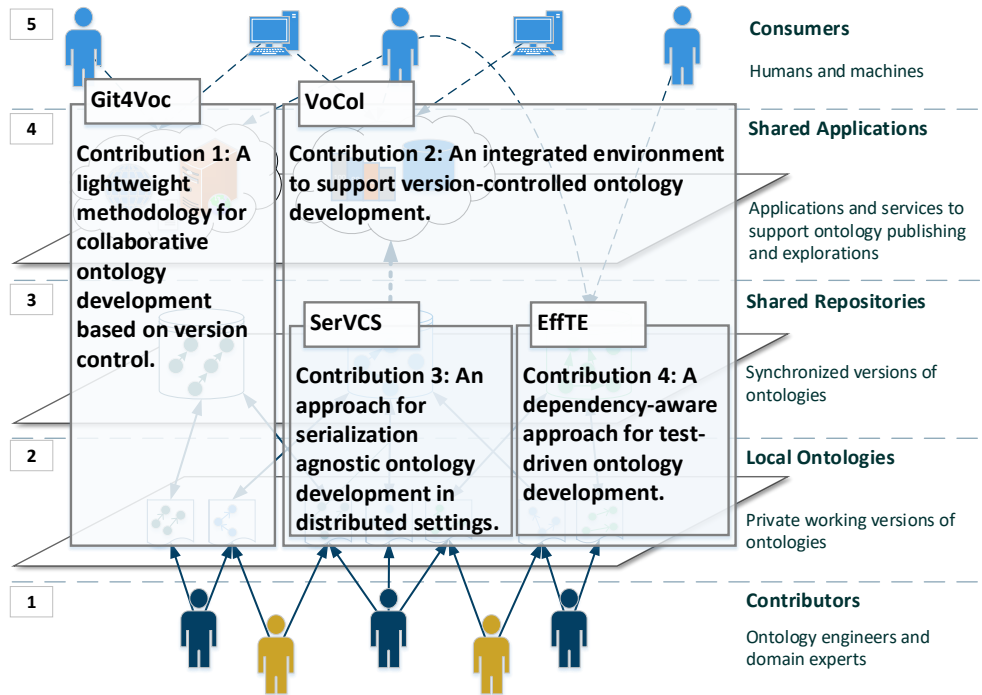 5
Consumers
Humans and machines
Git4Voc
VoCol
4
Shared Applications
Applications and services to
support ontology publishing
and explorations
Contribution 1: A
lightweight
methodology for
collaborative
ontology
development
based on version
control.
Contribution 2: An integrated environment
to support version-controlled ontology
development.
3
Shared Repositories
Synchronized versions of
ontologies
SerVCS
EffTE
Contribution 3: An
approach for
serialization
agnostic ontology
development in
distributed settings.
Contribution 4: A
dependency-aware
approach for test-
driven ontology
development.
2
Local Ontologies
Private working versions of
ontologies
1
Contributors
Ontology engineers and
domain experts